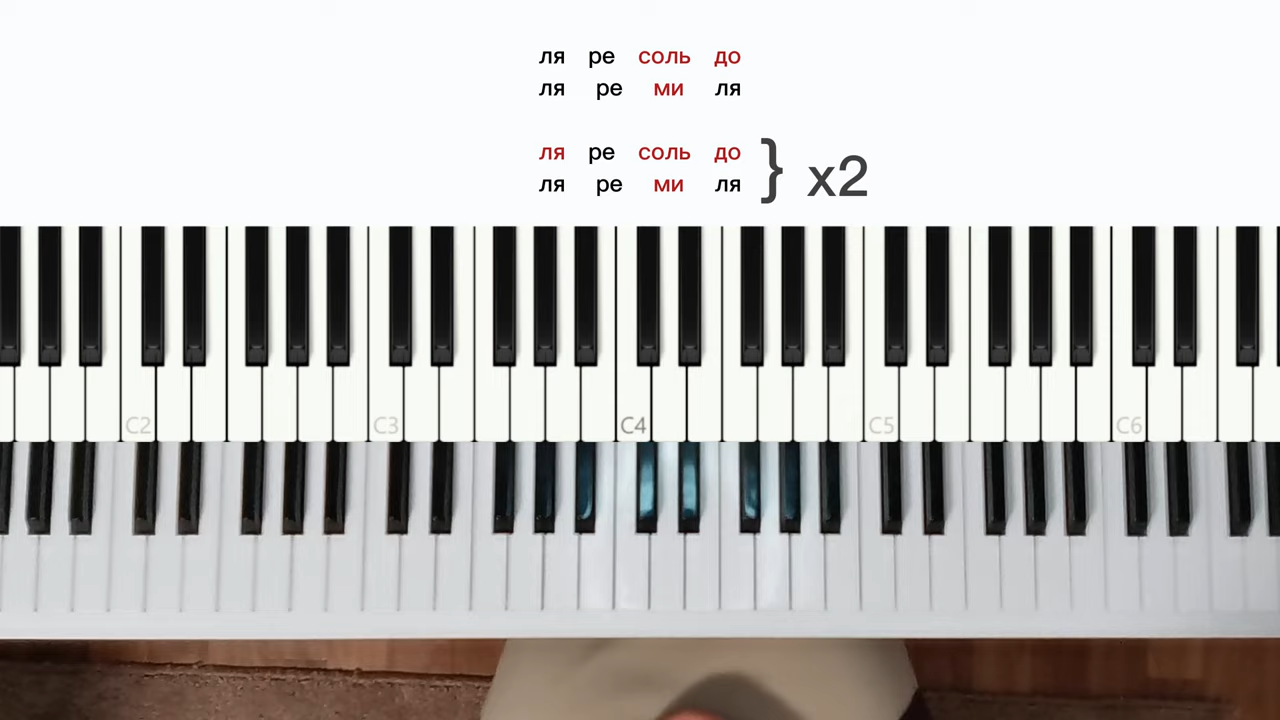 ля ре соль до
ля ре ми ля
ля ре соль до
ля ре ми ля
} x2
C2 C3 C4 C5 C6